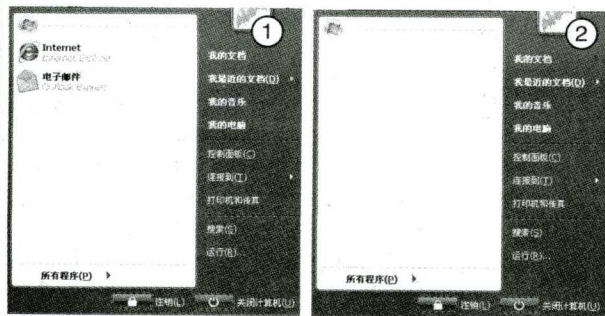 ①
Internet
Internet Explorer
电子邮件
Outlook Express
我的文档
我最近的文档(D)
我的音乐
我的电脑
控制面板(C)
连接到(T)
打印机和传真
搜索(S)
运行(R)...
所有程序(P)
注销(L)
关闭计算机(U)
②
我的文档
我最近的文档(D)
我的音乐
我的电脑
控制面板(C)
连接到(T)
打印机和传真
搜索(S)
运行(R)...
所有程序(P)
注销(L)
关闭计算机(U)